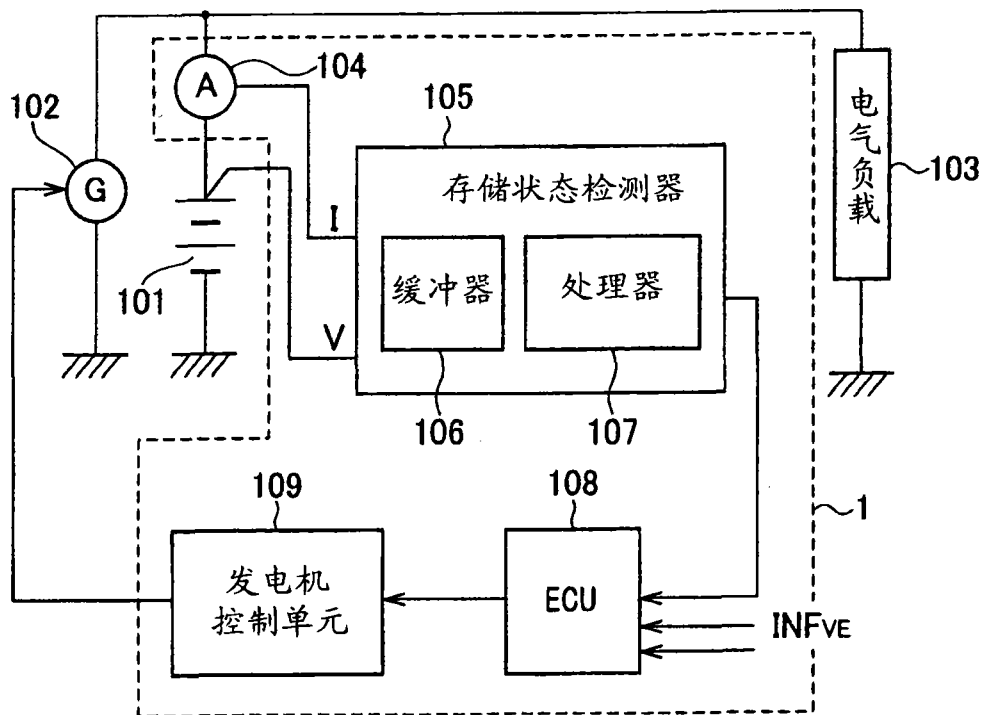 104
A
102
G
105
存储状态检测器
电气负载
103
I
缓冲器
处理器
101
V
106
107
109
108
1
发电机
控制单元
ECU
INFVE